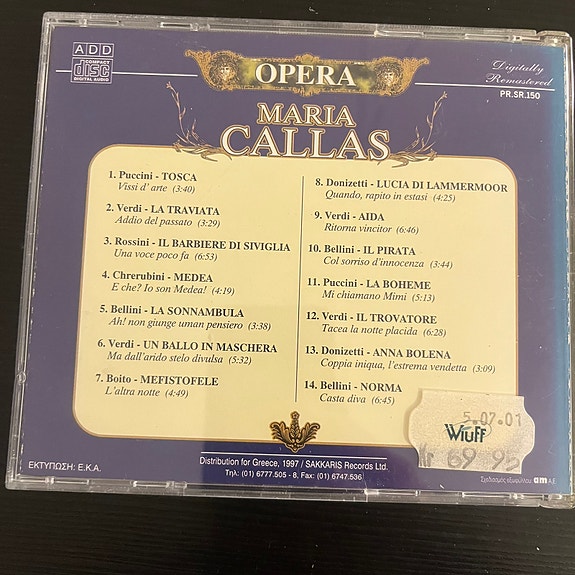 ADD
COMPACT
disc
DIGITAL AUDIO
OPERA
Digitally
Remastered
PR.SR.150
MARIA
CALLAS
1. Puccini - TOSCA
Vissi d' arte (3:40)
2. Verdi - LA TRAVIATA
Addio del passato (3:29)
3. Rossini - IL BARBIERE DI SIVIGLIA
Una voce poco fa (6:53)
4. Chrerubini - MEDEA
E che? Io son Medea! (4:19)
5. Bellini - LA SONNAMBULA
Ah! non giunge uman pensiero (3:38)
6. Verdi - UN BALLO IN MASCHERA
Ma dall'arido stelo divulsa (5:32)
7. Boito - MEFISTOFELE
L'altra notte (4:49)
8. Donizetti - LUCIA DI LAMMERMOOR
Quando, rapito in estasi (4:25)
9. Verdi - AIDA
Ritorna vincitor (6:46)
10. Bellini - IL PIRATA
Col sorriso d'innocenza (3:44)
11. Puccini - LA BOHEME
Mi chiamano Mimi (5:13)
12. Verdi - IL TROVATORE
Tacea la notte placida (6:28)
13. Donizetti - ANNA BOLENA
Coppia iniqua, l'estrema vendetta (3:09)
14. Bellini - NORMA
Casta diva (6:45)
5.07.01
Wiuff
kr 69 95
ΕΚΤΥΠΩΣΗ: Ε.Κ.Α.
Distribution for Greece, 1997 / SAKKARIS Records Ltd.
Τηλ: (01) 6777.505 - 8, Fax: (01) 6747.536
Σχεδιασμός εξωφύλλου am A.E.